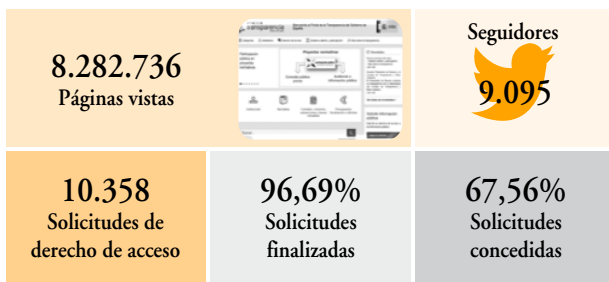 8.282.736
Páginas vistas
transparencia
Seguidores
9.095
10.358
Solicitudes de
derecho de acceso
96,69%
Solicitudes
finalizadas
67,56%
Solicitudes
concedidas